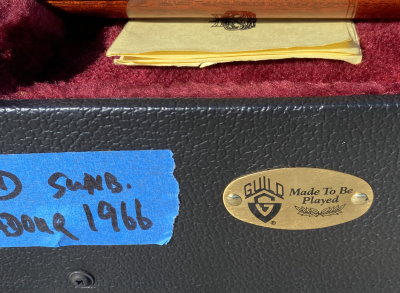 D SUNB.
1966
GUILD
G
®
Made To Be
Played